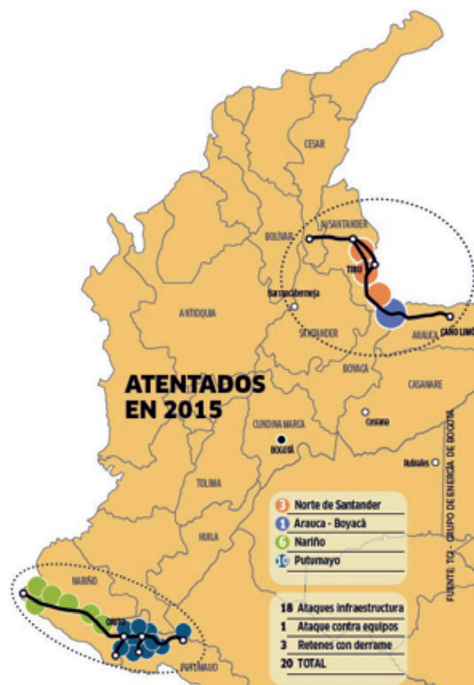 CESAR
N/SANTANDER
BOLÍVAR
TIBÚ
Barrancabermeja
ANTIOQUIA
SANTANDER
ARAUCA
CAÑO LIMÓN
BOYACÁ
CASANARE
ATENTADOS
EN 2015
CUNDINAMARCA
Cusiana
BOGOTÁ
Rubiales
TOLIMA
HUILA
FUENTE: TGI - GRUPO DE ENERGÍA DE BOGOTÁ
3 Norte de Santander
1 Arauca - Boyacá
6 Nariño
10 Putumayo
NARIÑO
ORITO
PUTUMAYO
18 Ataques infraestructura
1 Ataque contra equipos
3 Retenes con derrame
20 TOTAL